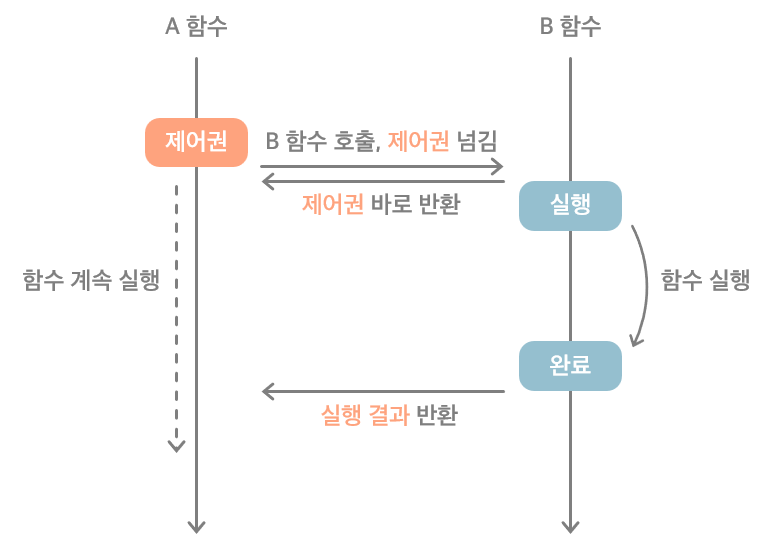 A 함수
B 함수
제어권
B 함수 호출, 제어권 넘김
제어권 바로 반환
실행
함수 계속 실행
함수 실행
완료
실행 결과 반환